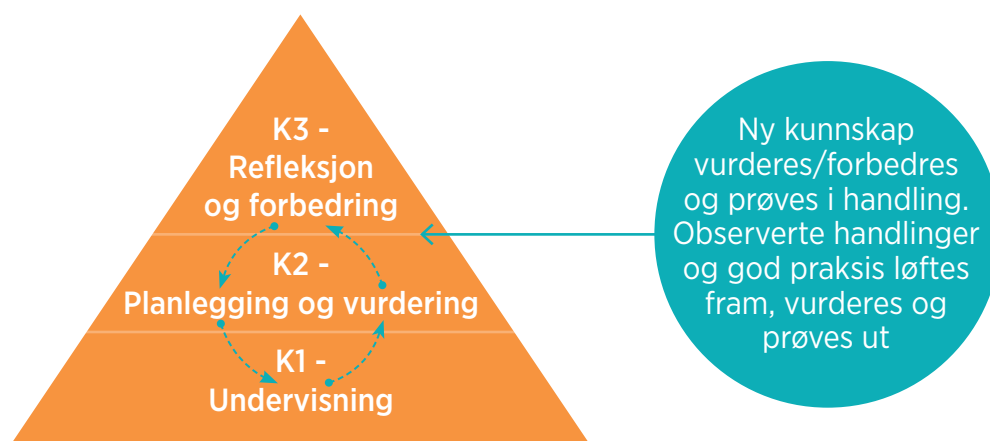 K3 -
Refleksjon
og forbedring
K2 -
Planlegging og vurdering
K1 -
Undervisning
Ny kunnskap
vurderes/forbedres
og prøves i handling.
Observerte handlinger
og god praksis løftes
fram, vurderes og
prøves ut